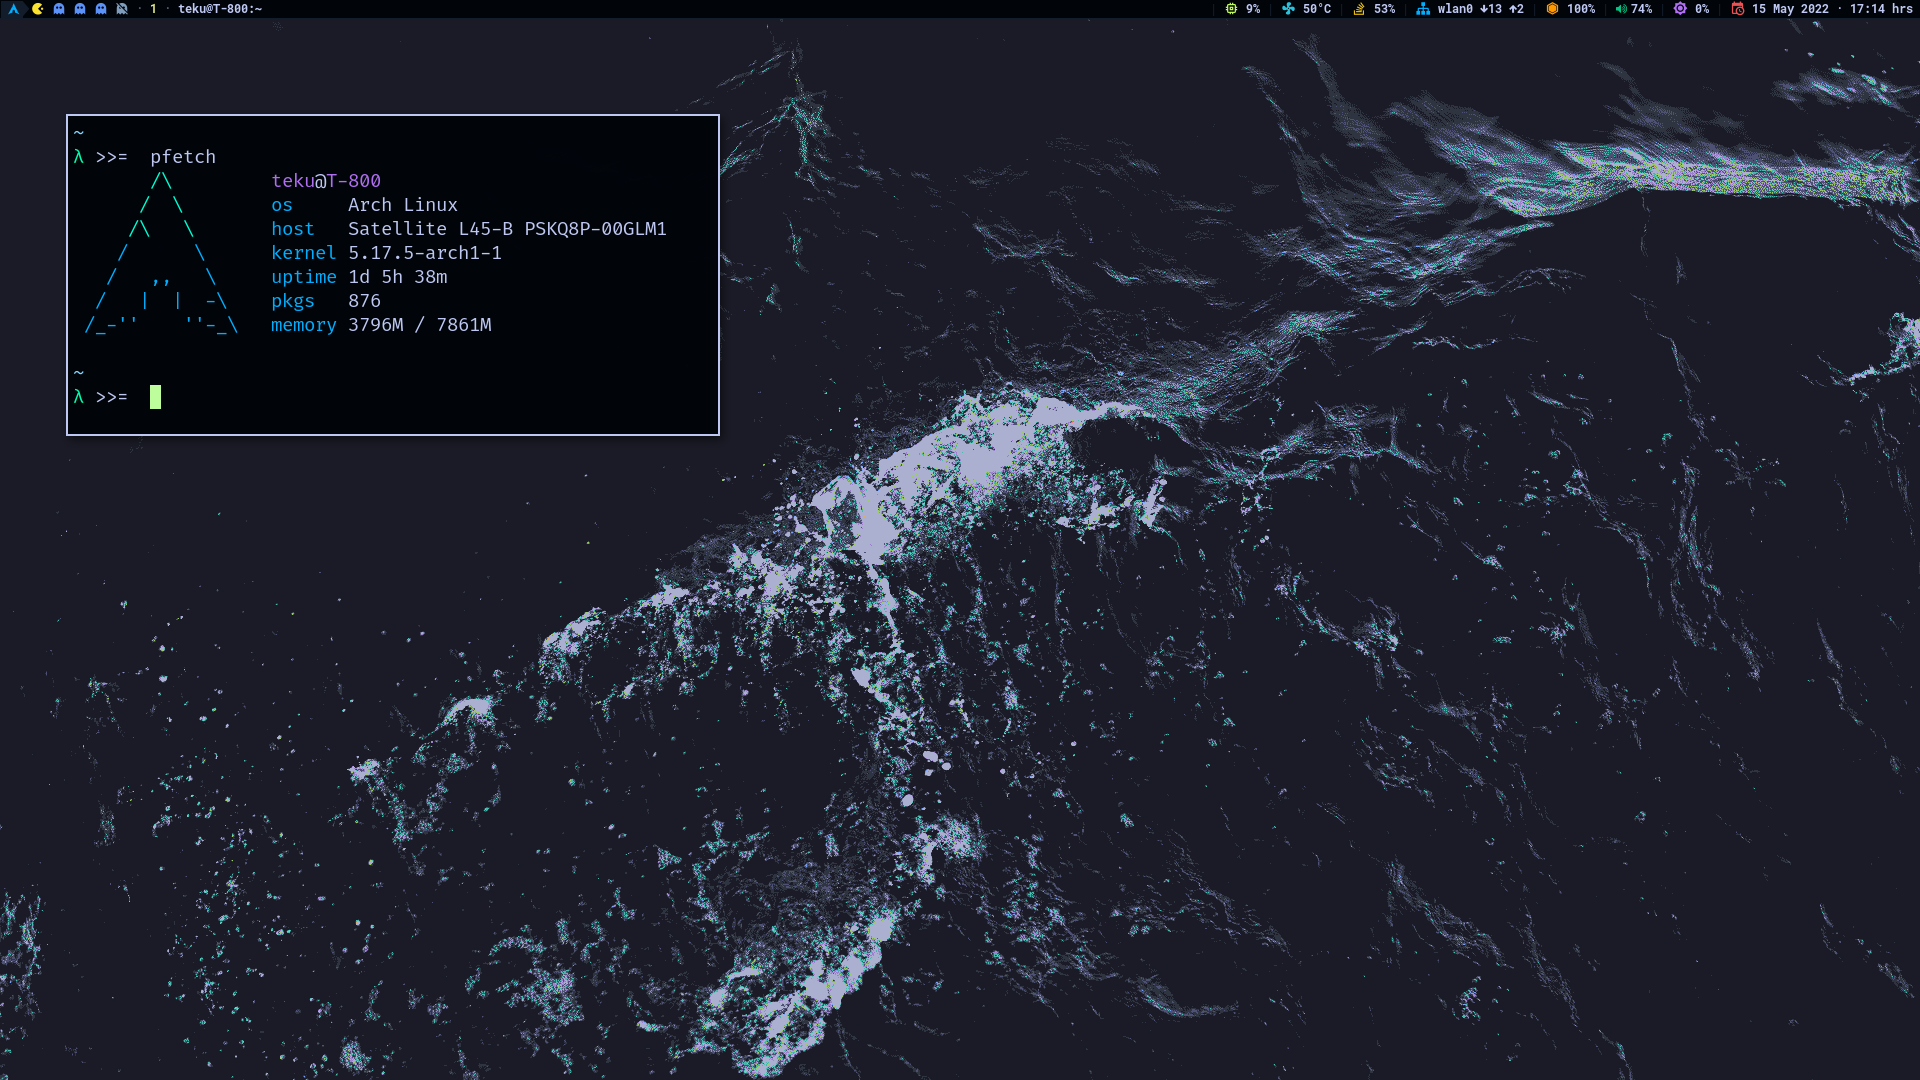 1 · teku@T-800:~
9% 50°C 53% wlan0 ↓13 ↑2 100% 74% 0% 15 May 2022 · 17:14 hrs
~
λ >>= pfetch
/\ teku@T-800
/ \ os Arch Linux
/\ \ host Satellite L45-B PSKQ8P-00GLM1
/ \ kernel 5.17.5-arch1-1
/ ,, \ uptime 1d 5h 38m
/ | | -\ pkgs 876
/_-'' ''-_\ memory 3796M / 7861M
~
λ >>=